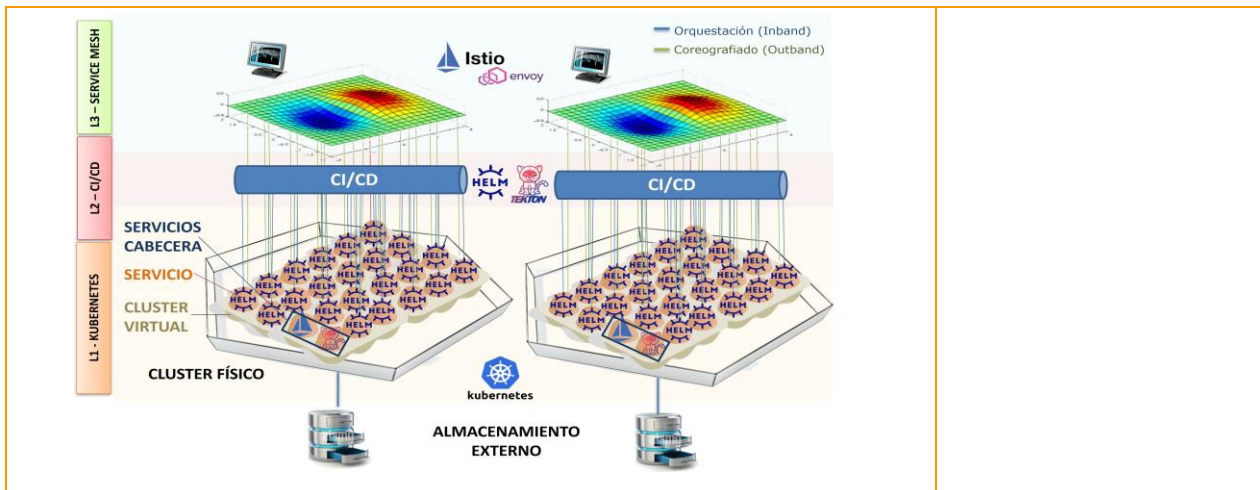 L3 – SERVICE MESH
Orquestación (Inband)
Coreografiado (Outband)
Istio
envoy
L2 – CI/CD
CI/CD
HELM
TEKTON
CI/CD
L1 - KUBERNETES
SERVICIOS
CABECERA
SERVICIO
CLUSTER
VIRTUAL
HELM
CLUSTER FÍSICO
kubernetes
ALMACENAMIENTO
EXTERNO